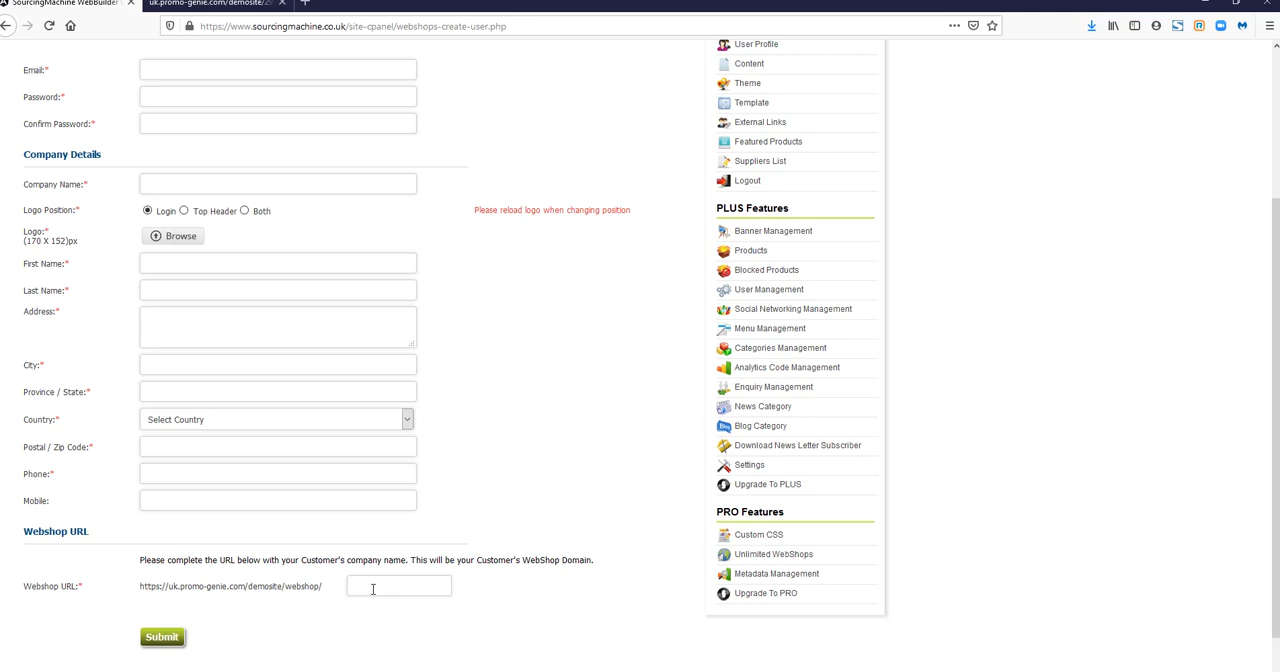 SourcingMachine WebBuilder
uk.promo-genie.com/demosite/
https://www.sourcingmachine.co.uk/site-cpanel/webshops-create-user.php
Email:*
Password:*
Confirm Password:*
Company Details
Company Name:*
Logo Position:* Login Top Header Both Please reload logo when changing position
Logo:*
(170 X 152)px
Browse
First Name:*
Last Name:*
Address:*
City:*
Province / State:*
Country:* Select Country
Postal / Zip Code:*
Phone:*
Mobile:
Webshop URL
Please complete the URL below with your Customer's company name. This will be your Customer's WebShop Domain.
Webshop URL:* https://uk.promo-genie.com/demosite/webshop/
Submit
User Profile
Content
Theme
Template
External Links
Featured Products
Suppliers List
Logout
PLUS Features
Banner Management
Products
Blocked Products
User Management
Social Networking Management
Menu Management
Categories Management
Analytics Code Management
Enquiry Management
News Category
Blog Category
Download News Letter Subscriber
Settings
Upgrade To PLUS
PRO Features
Custom CSS
Unlimited WebShops
Metadata Management
Upgrade To PRO